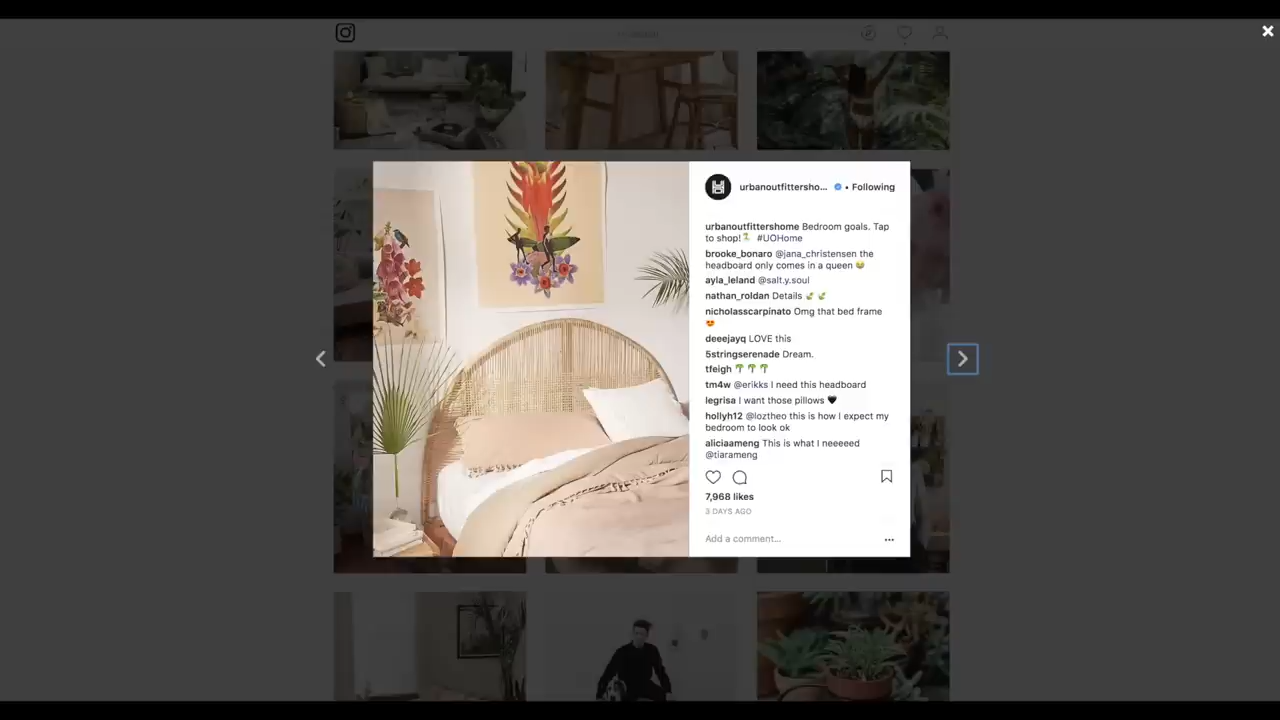 urbanoutfittersho... • Following
urbanoutfittershome Bedroom goals. Tap
to shop! #UOHome
brooke_bonaro @jana_christensen the
headboard only comes in a queen 😂
ayla_leland @salt.y.soul
nathan_roldan Details 🌿 🌿
nicholasscarpinato Omg that bed frame
😍
deeejayq LOVE this
5stringserenade Dream.
tfeigh 🌴 🌴 🌴
tm4w @erikks I need this headboard
legrisa I want those pillows 🖤
hollyh12 @loztheo this is how I expect my
bedroom to look ok
aliciaameng This is what I neeeeed
@tiarameng
7,968 likes
3 DAYS AGO
Add a comment...